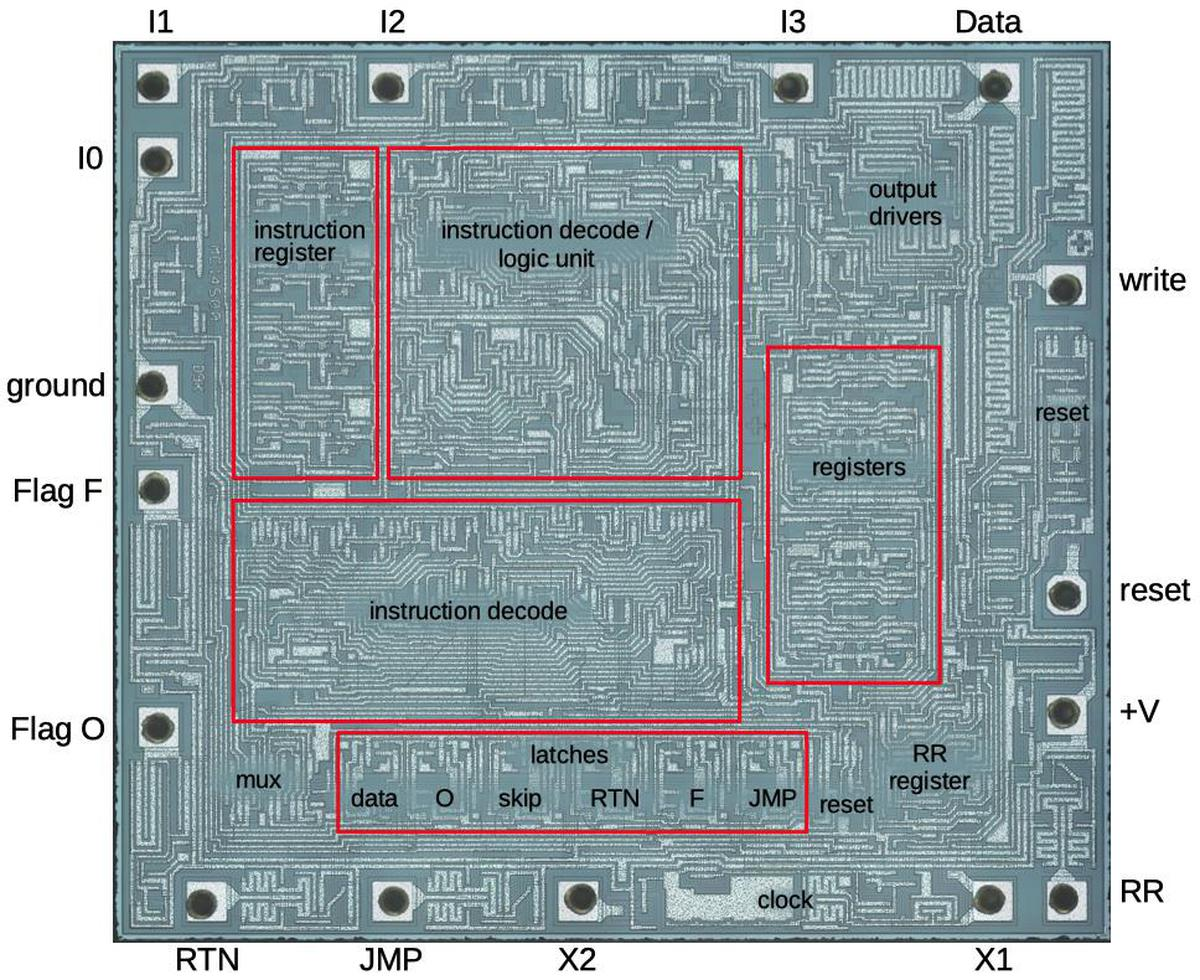 I1 I2 I3 Data
I0
output
drivers
instruction
register
instruction decode /
logic unit
write
ground
reset
registers
Flag F
reset
instruction decode
+V
Flag O
RR
register
latches
mux
data O skip RTN F JMP
reset
clock
RR
RTN JMP X2 X1